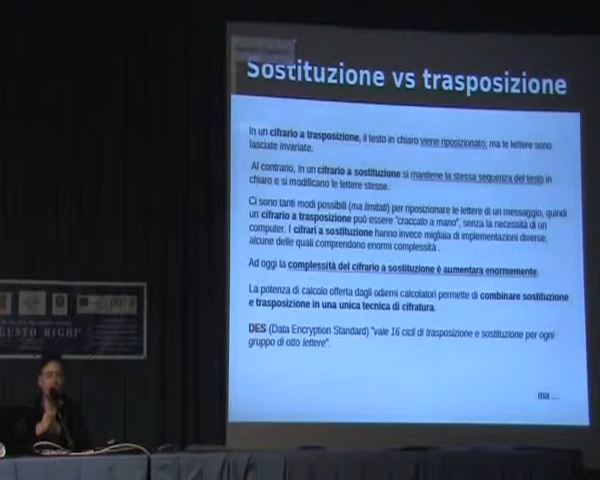 Sostituzione vs trasposizione
In un cifrario a trasposizione, il testo in chiaro viene riposizionato, ma le lettere sono
lasciate invariate.
Al contrario, in un cifrario a sostituzione si mantiene la stessa sequenza del testo in
chiaro e si modificano le lettere stesse.
Ci sono tanti modi possibili (ma limitati) per riposizionare le lettere di un messaggio, quindi
un cifrario a trasposizione può essere "craccato a mano", senza la necessità di un
computer. I cifrari a sostituzione hanno invece migliaia di implementazioni diverse,
alcune delle quali comprendono enormi complessità .
Ad oggi la complessità del cifrario a sostituzione è aumentara enormemente.
La potenza di calcolo offerta dagli odierni calcolatori permette di combinare sostituzione
e trasposizione in una unica tecnica di cifratura.
DES (Data Encryption Standard) "vale 16 cicli di trasposizione e sostituzione per ogni
gruppo di otto lettere".
ma ...
GUSTO RIGHI"